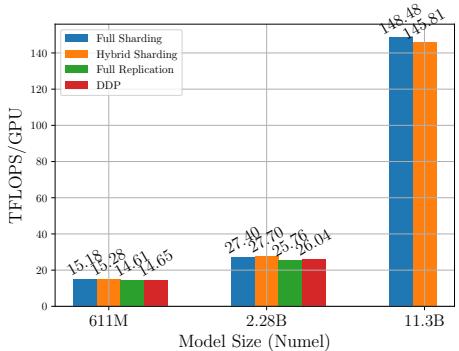 148.48
145.81
Full Sharding
Hybrid Sharding
Full Replication
DDP
140
120
100
80
60
40
20
0
TFLOPS/GPU
15.18
15.28
14.61
14.65
27.40
27.70
25.76
26.04
611M
2.28B
11.3B
Model Size (Numel)